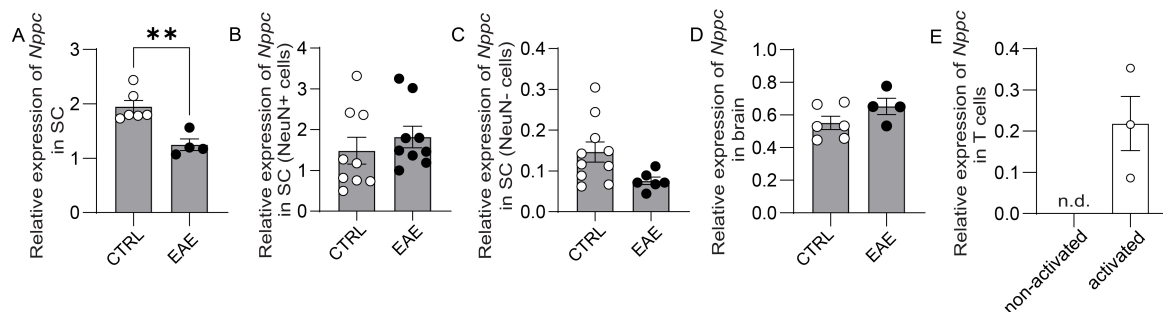 A
Relative expression of Nppc
in SC
3
2
1
0
**
CTRL
EAE
B
Relative expression of Nppc
in SC (NeuN+ cells)
4
3
2
1
0
CTRL
EAE
C
Relative expression of Nppc
in SC (NeuN- cells)
0.4
0.3
0.2
0.1
0.0
CTRL
EAE
D
Relative expression of Nppc
in brain
1.0
0.8
0.6
0.4
0.2
0.0
CTRL
EAE
E
Relative expression of Nppc
in T cells
0.4
0.3
0.2
0.1
0.0
n.d.
non-activated
activated